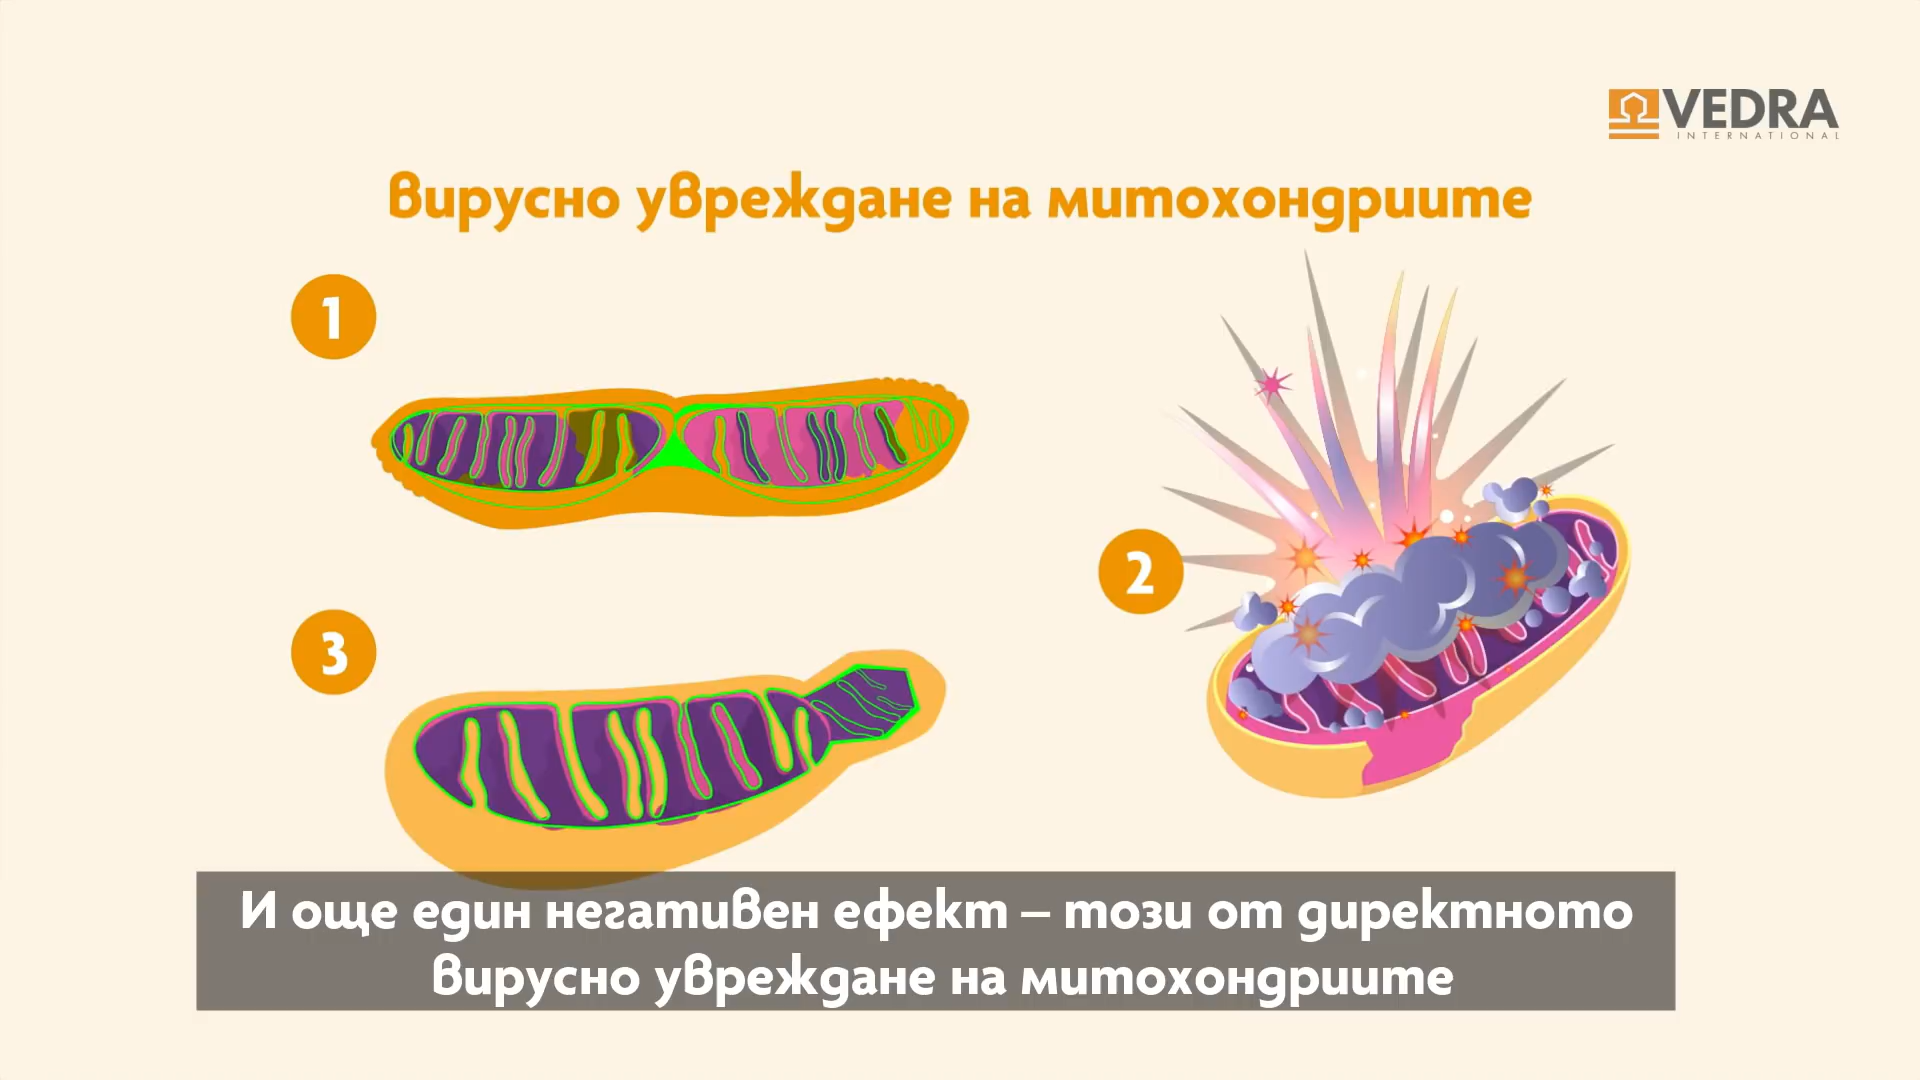 VEDRA
INTERNATIONAL
вирусно увреждане на митохондриите
1
2
3
И още един негативен ефект – този от директното
вирусно увреждане на митохондриите